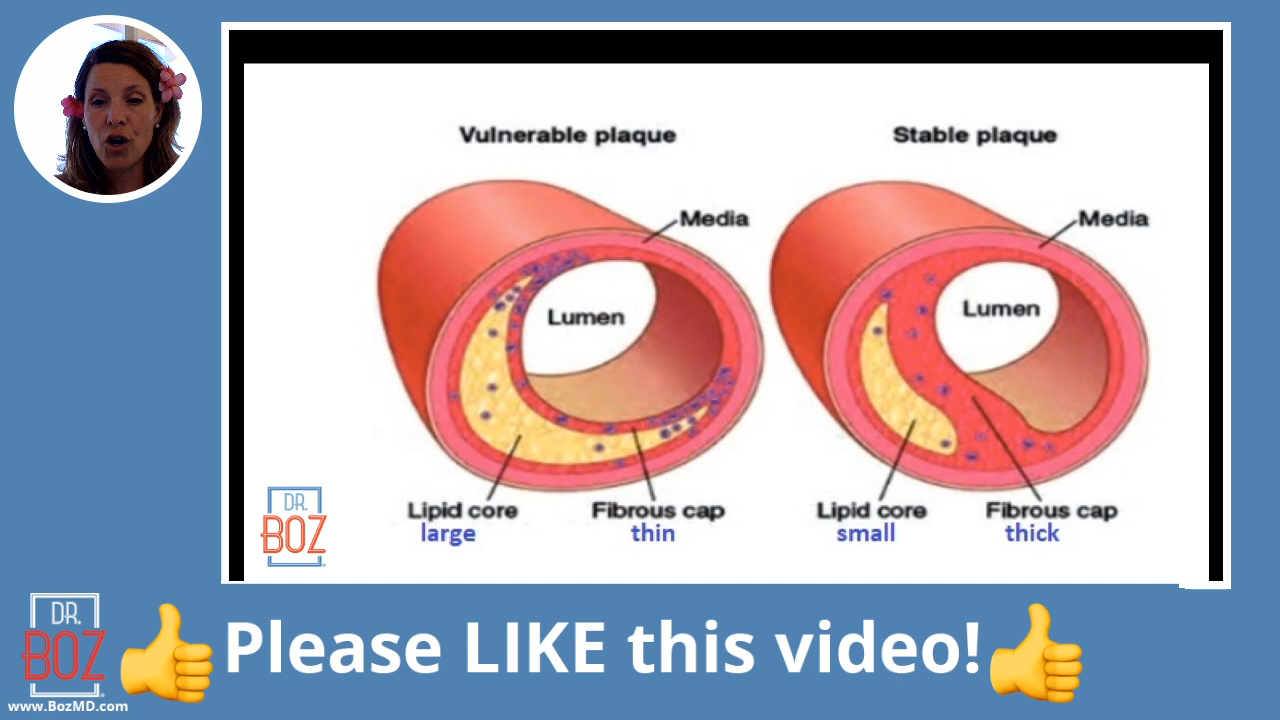 Vulnerable plaque
Stable plaque
Media
Media
Lumen
Lumen
Lipid core
large
Fibrous cap
thin
Lipid core
small
Fibrous cap
thick
DR.
BOZ
DR.
BOZ
Please LIKE this video!
www.BozMD.com